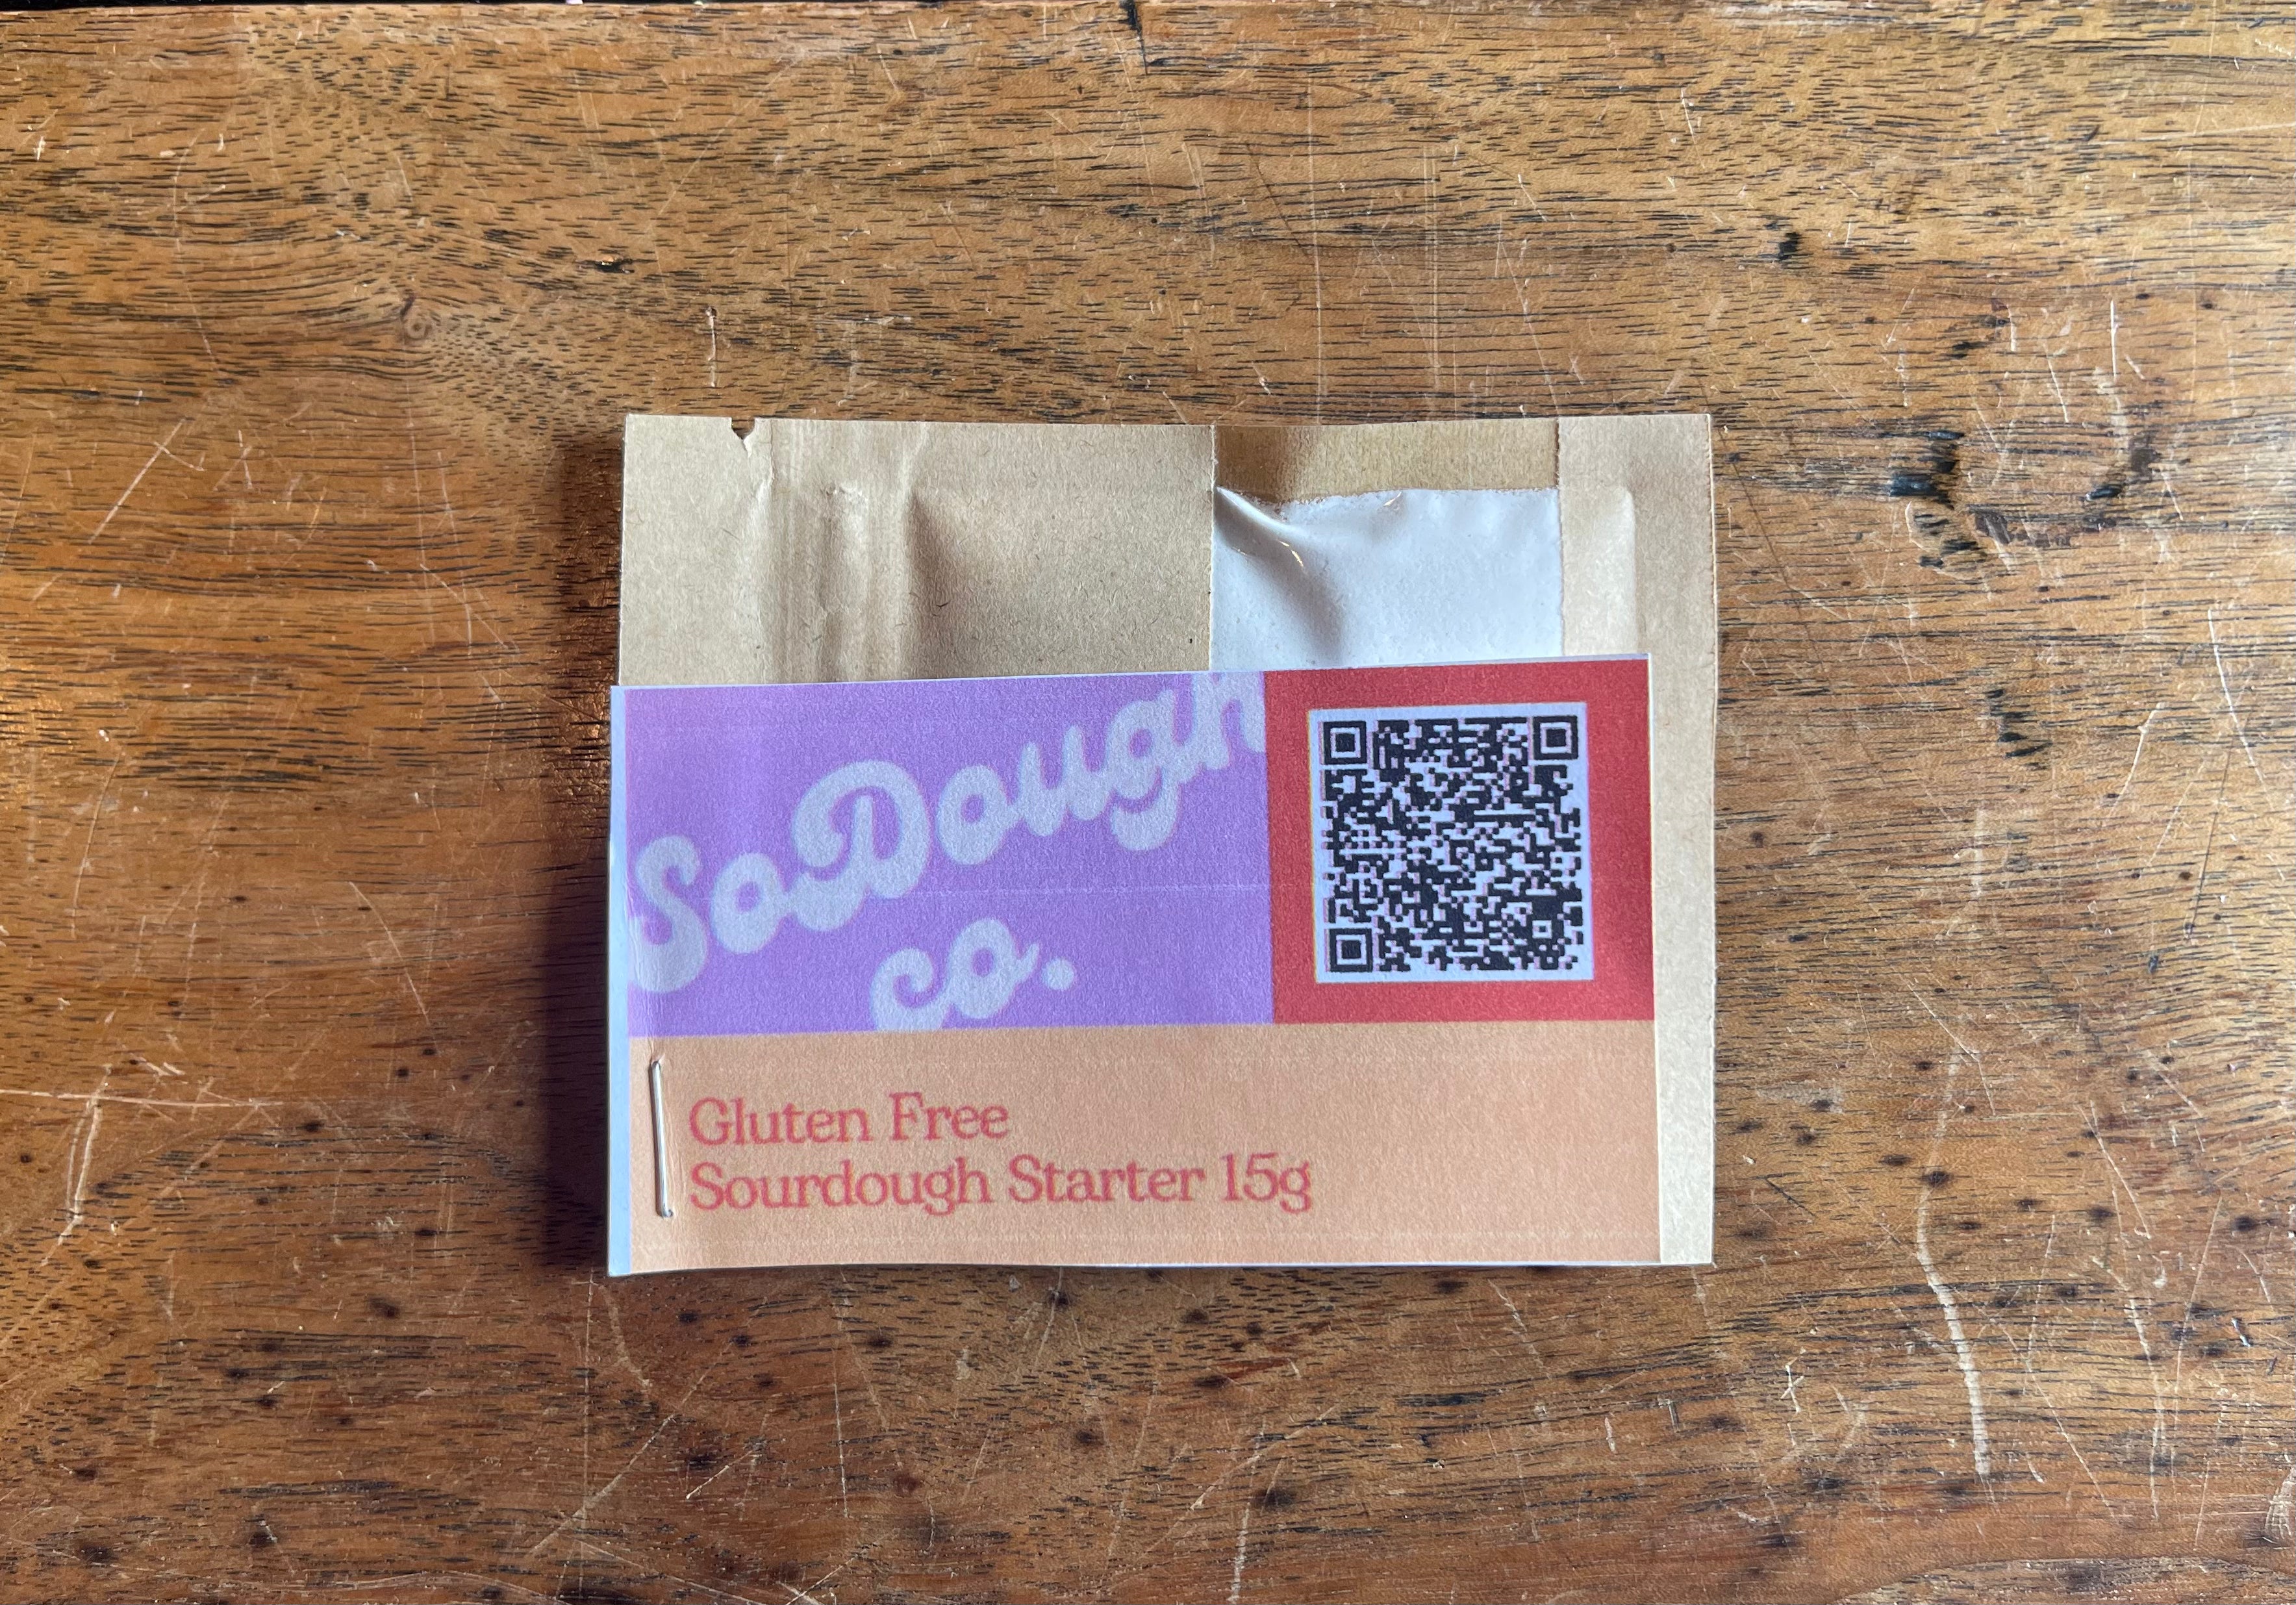 SoDough
co.
Gluten Free
Sourdough Starter 15g